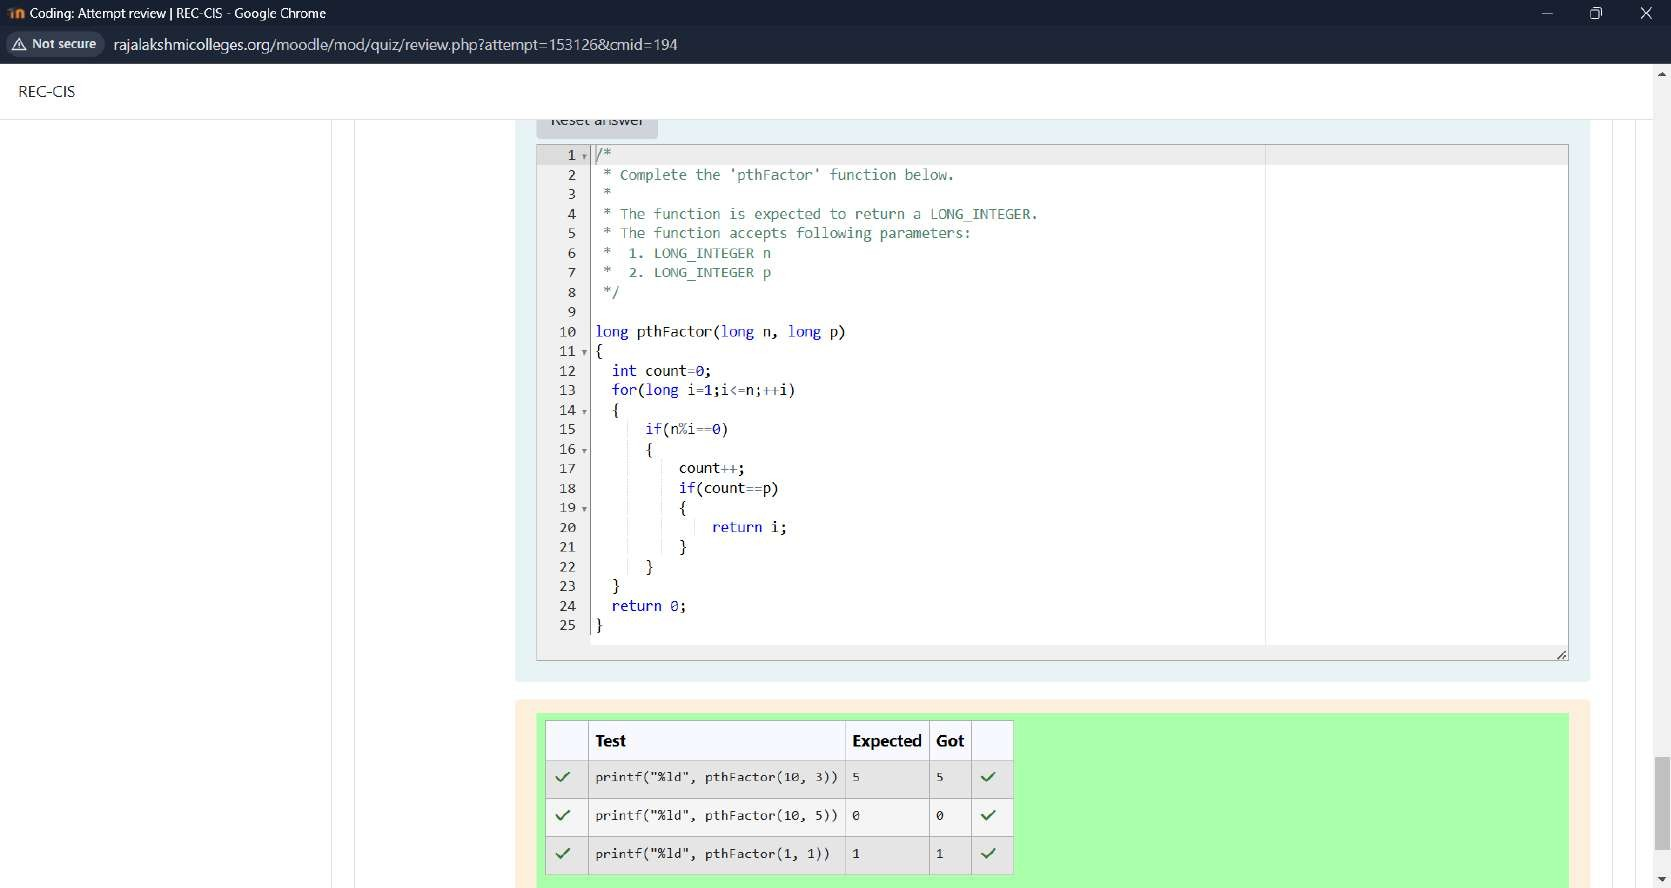 Coding: Attempt review | REC-CIS - Google Chrome
Not secure rajalakshmicolleges.org/moodle/mod/quiz/review.php?attempt=153126&cmid=194
REC-CIS
Reset answer
1 /*
2 * Complete the 'pthFactor' function below.
3 *
4 * The function is expected to return a LONG_INTEGER.
5 * The function accepts following parameters:
6 * 1. LONG_INTEGER n
7 * 2. LONG_INTEGER p
8 */
9
10 long pthFactor(long n, long p)
11 {
12 int count=0;
13 for(long i=1;i<=n;++i)
14 {
15 if(n%i==0)
16 {
17 count++;
18 if(count==p)
19 {
20 return i;
21 }
22 }
23 }
24 return 0;
25 }
Test Expected Got
printf("%ld", pthFactor(10, 3)) 5 5
printf("%ld", pthFactor(10, 5)) 0 0
printf("%ld", pthFactor(1, 1)) 1 1